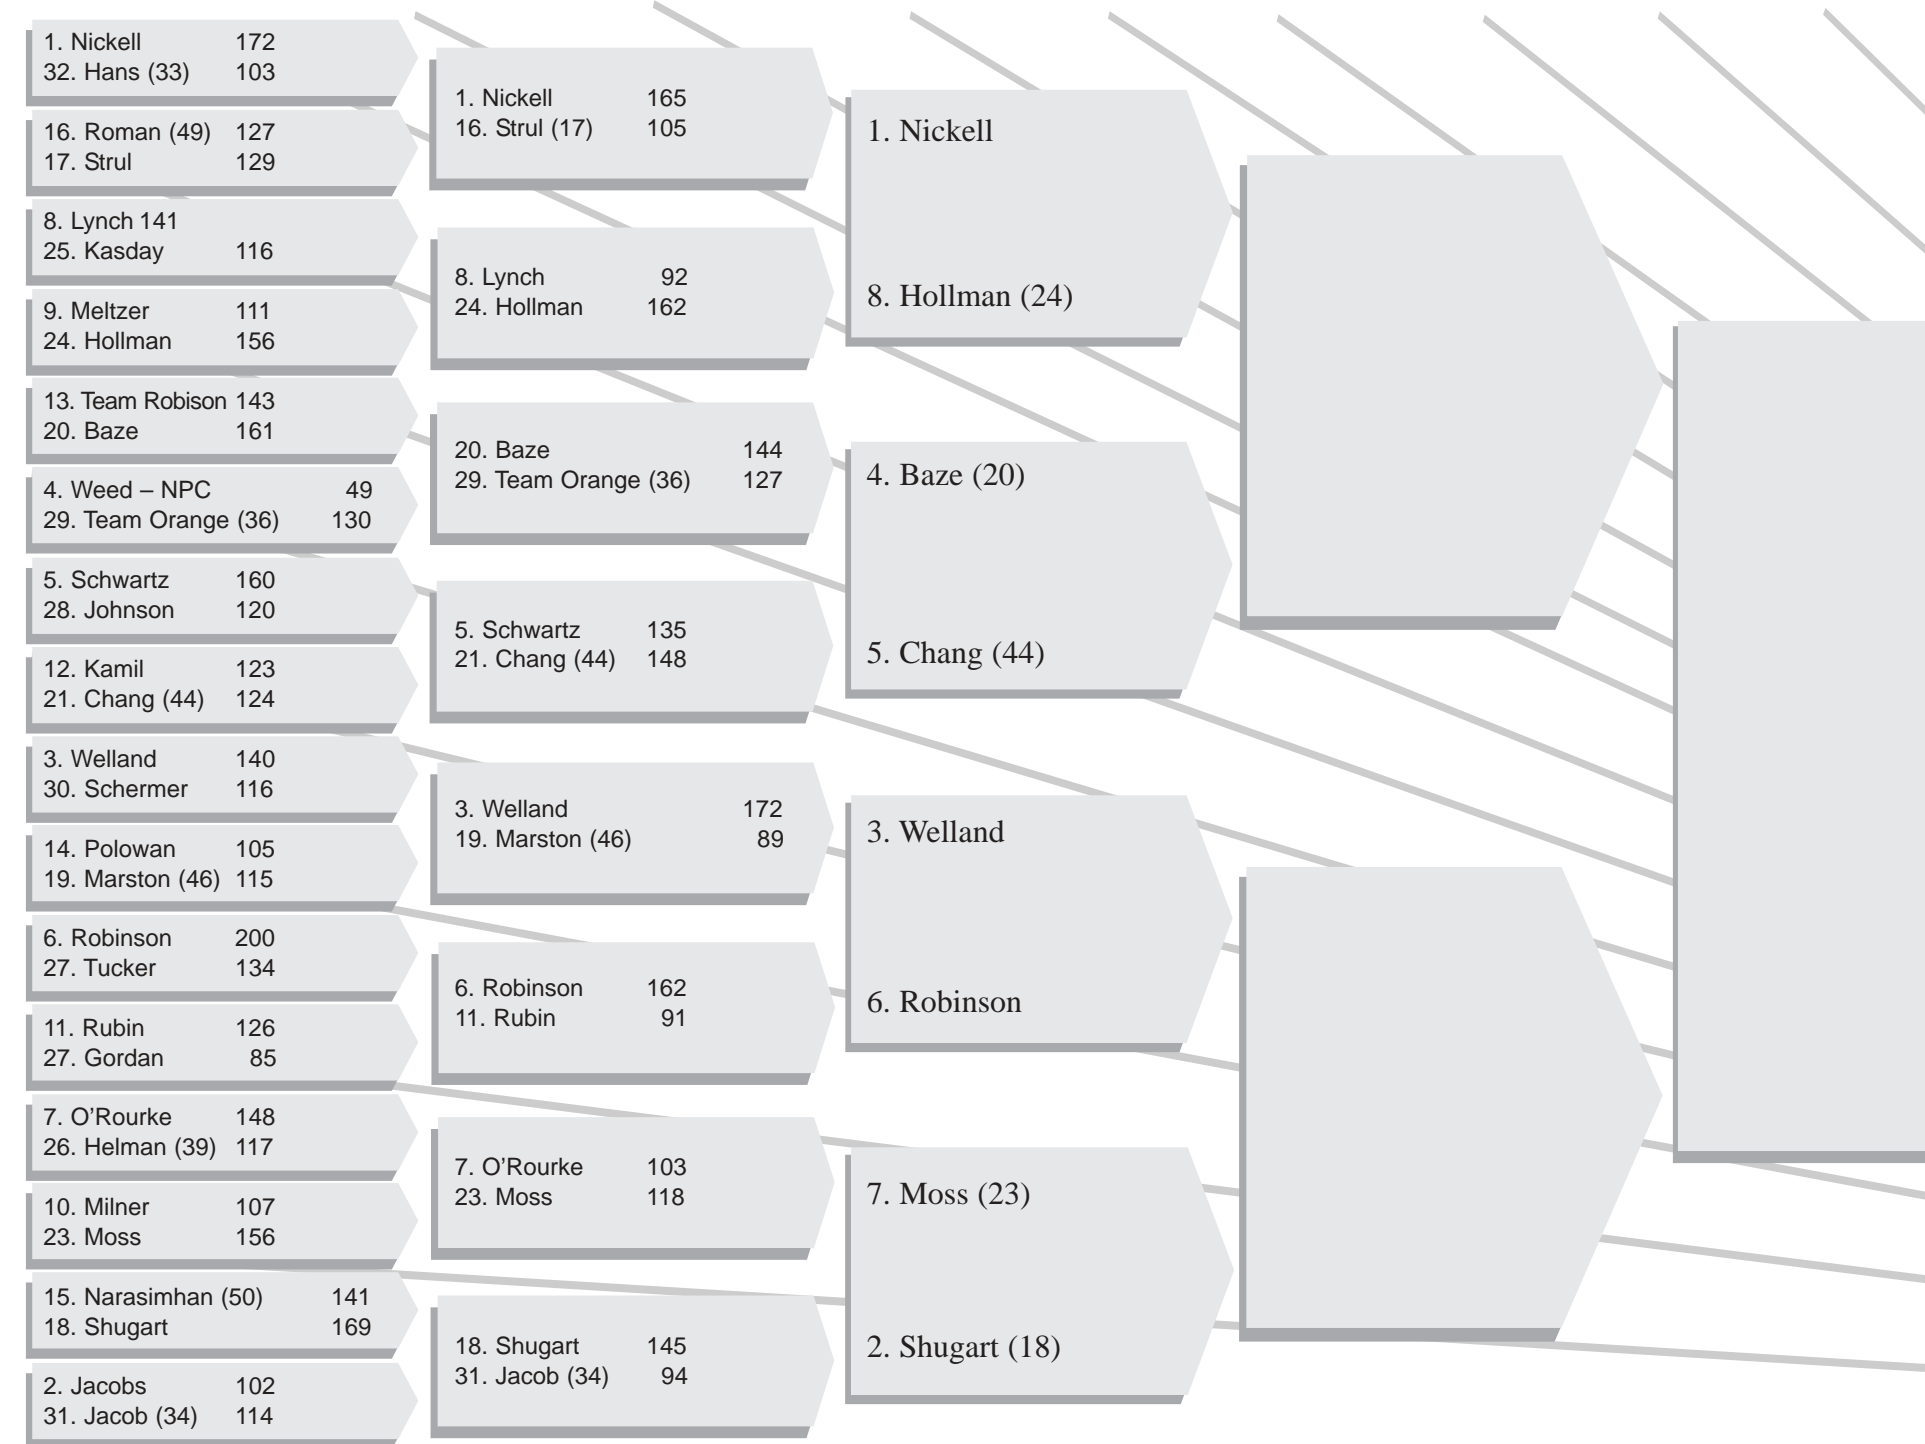 1. Nickell 172
32. Hans (33) 103
16. Roman (49) 127
17. Strul 129
8. Lynch 141
25. Kasday 116
9. Meltzer 111
24. Hollman 156
13. Team Robison 143
20. Baze 161
4. Weed – NPC 49
29. Team Orange (36) 130
5. Schwartz 160
28. Johnson 120
12. Kamil 123
21. Chang (44) 124
3. Welland 140
30. Schermer 116
14. Polowan 105
19. Marston (46) 115
6. Robinson 200
27. Tucker 134
11. Rubin 126
27. Gordan 85
7. O’Rourke 148
26. Helman (39) 117
10. Milner 107
23. Moss 156
15. Narasimhan (50) 141
18. Shugart 169
2. Jacobs 102
31. Jacob (34) 114
1. Nickell 165
16. Strul (17) 105
8. Lynch 92
24. Hollman 162
20. Baze 144
29. Team Orange (36) 127
5. Schwartz 135
21. Chang (44) 148
3. Welland 172
19. Marston (46) 89
6. Robinson 162
11. Rubin 91
7. O’Rourke 103
23. Moss 118
18. Shugart 145
31. Jacob (34) 94
1. Nickell
8. Hollman (24)
4. Baze (20)
5. Chang (44)
3. Welland
6. Robinson
7. Moss (23)
2. Shugart (18)